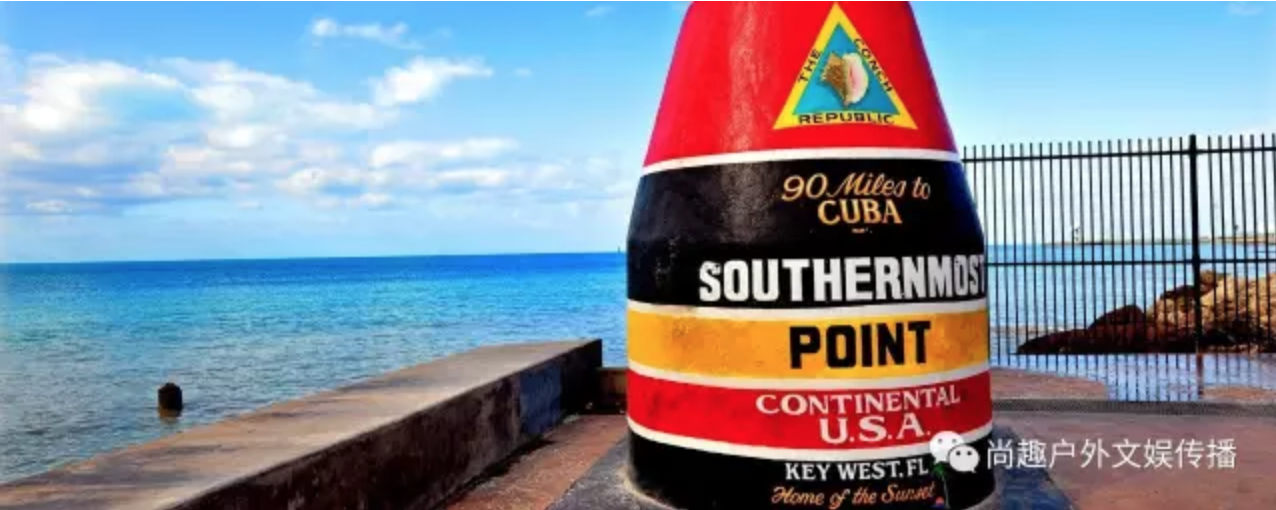 THE CONCH
REPUBLIC
90 Miles to
CUBA
SOUTHERNMOST
POINT
CONTINENTAL
U.S.A.
KEY WEST, FL
Home of the Sunset
尚趣户外文娱传播